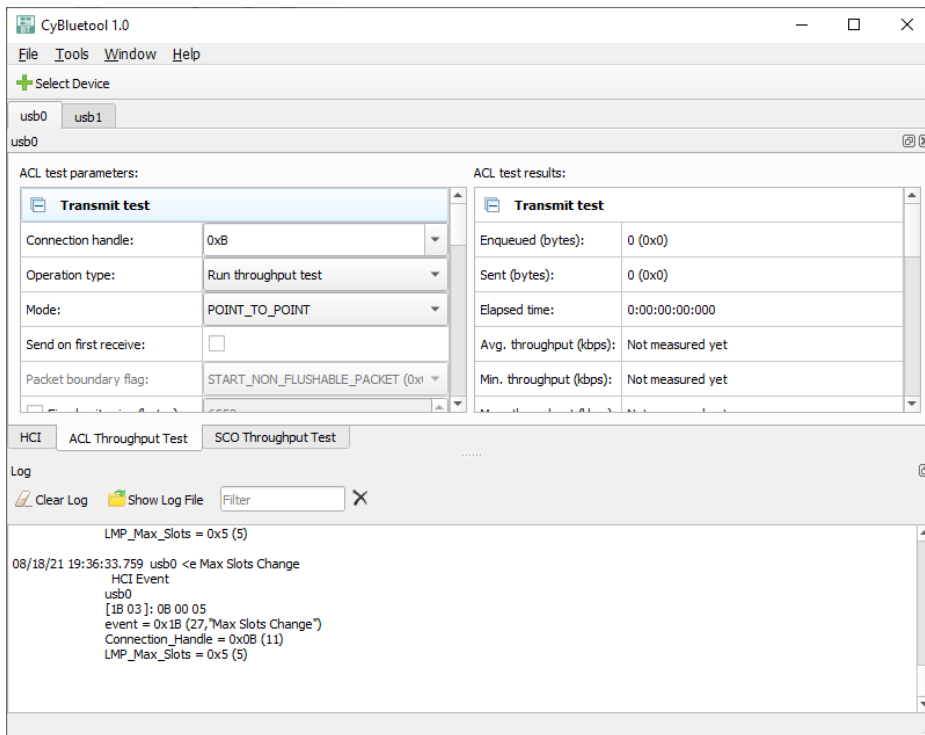 CyBluetool 1.0
File Tools Window Help
Select Device
usb0 usb1
usb0
ACL test parameters:
Transmit test
Connection handle: 0xB
Operation type: Run throughput test
Mode: POINT_TO_POINT
Send on first receive:
Packet boundary flag: START_NON_FLUSHABLE_PACKET
ACL test results:
Transmit test
Enqueued (bytes): 0 (0x0)
Sent (bytes): 0 (0x0)
Elapsed time: 0:00:00:00:000
Avg. throughput (kbps): Not measured yet
Min. throughput (kbps): Not measured yet
HCI ACL Throughput Test SCO Throughput Test
Log
Clear Log Show Log File Filter
LMP_Max_Slots = 0x5 (5)
08/18/21 19:36:33.759 usb0 <e Max Slots Change
HCI Event
usb0
[1B 03 ]: 0B 00 05
event = 0x1B (27,"Max Slots Change")
Connection_Handle = 0x0B (11)
LMP_Max_Slots = 0x5 (5)